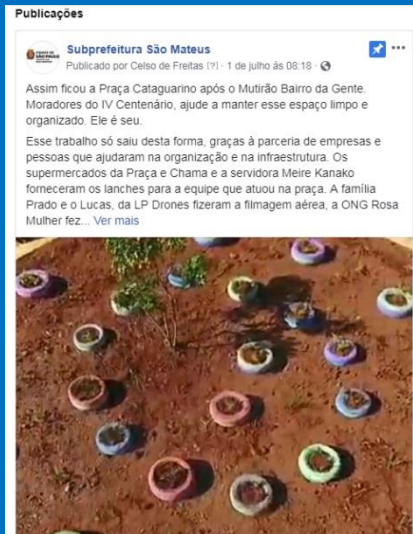 Publicações
Subprefeitura São Mateus
Publicado por Celso de Freitas [?] · 1 de julho às 08:18 ·
Assim ficou a Praça Cataguarino após o Mutirão Bairro da Gente.
Moradores do IV Centenário, ajude a manter esse espaço limpo e
organizado. Ele é seu.
Esse trabalho só saiu desta forma, graças à parceria de empresas e
pessoas que ajudaram na organização e na infraestrutura. Os
supermercados da Praça e Chama e a servidora Meire Kanako
forneceram os lanches para a equipe que atuou na praça. A família
Prado e o Lucas, da LP Drones fizeram a filmagem aérea, a ONG Rosa
Mulher fez... Ver mais